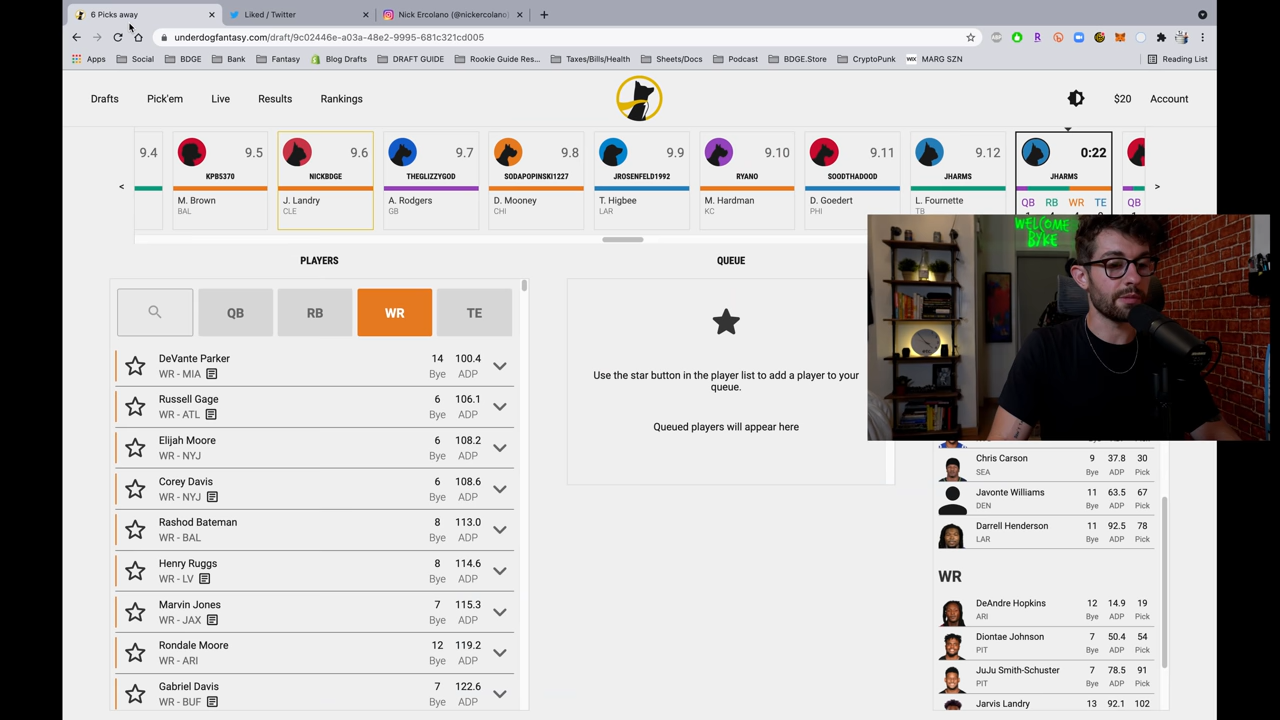 6 Picks away
Liked / Twitter
Nick Ercolano (@nickercolano)
underdogfantasy.com/draft/9c02446e-a03a-48e2-9995-681c321cd005
Apps Social BDGE Bank Fantasy Blog Drafts DRAFT GUIDE Rookie Guide Res... Taxes/Bills/Health Sheets/Docs Podcast BDGE.Store CryptoPunk MARG SZN Reading List
Drafts Pick'em Live Results Rankings $20 Account
9.4 9.5 9.6 9.7 9.8 9.9 9.10 9.11 9.12 0:22
KPB5370 NICKBDGE THEGLIZZYGOD SODAPOPINSKI1227 JROSENFELD1992 RYANO SOODTHADOOD JHARMS JHARMS
M. Brown J. Landry A. Rodgers D. Mooney T. Higbee M. Hardman D. Goedert L. Fournette QB RB WR TE QB
BAL CLE GB CHI LAR KC PHI TB
WELCOME
BYKE
PLAYERS
QUEUE
QB RB WR TE
DeVante Parker 14 100.4
WR - MIA Bye ADP
Russell Gage 6 106.1
WR - ATL Bye ADP
Elijah Moore 6 108.2
WR - NYJ Bye ADP
Corey Davis 6 108.6
WR - NYJ Bye ADP
Rashod Bateman 8 113.0
WR - BAL Bye ADP
Henry Ruggs 8 114.6
WR - LV Bye ADP
Marvin Jones 7 115.3
WR - JAX Bye ADP
Rondale Moore 12 119.2
WR - ARI Bye ADP
Gabriel Davis 7 122.6
WR - BUF Bye ADP
Use the star button in the player list to add a player to your
queue.
Queued players will appear here
Chris Carson 9 37.8 30
SEA Bye ADP Pick
Javonte Williams 11 63.5 67
DEN Bye ADP Pick
Darrell Henderson 11 92.5 78
LAR Bye ADP Pick
WR
DeAndre Hopkins 12 14.9 19
ARI Bye ADP Pick
Diontae Johnson 7 50.4 54
PIT Bye ADP Pick
JuJu Smith-Schuster 7 78.5 91
PIT Bye ADP Pick
Jarvis Landry 13 92.1 102